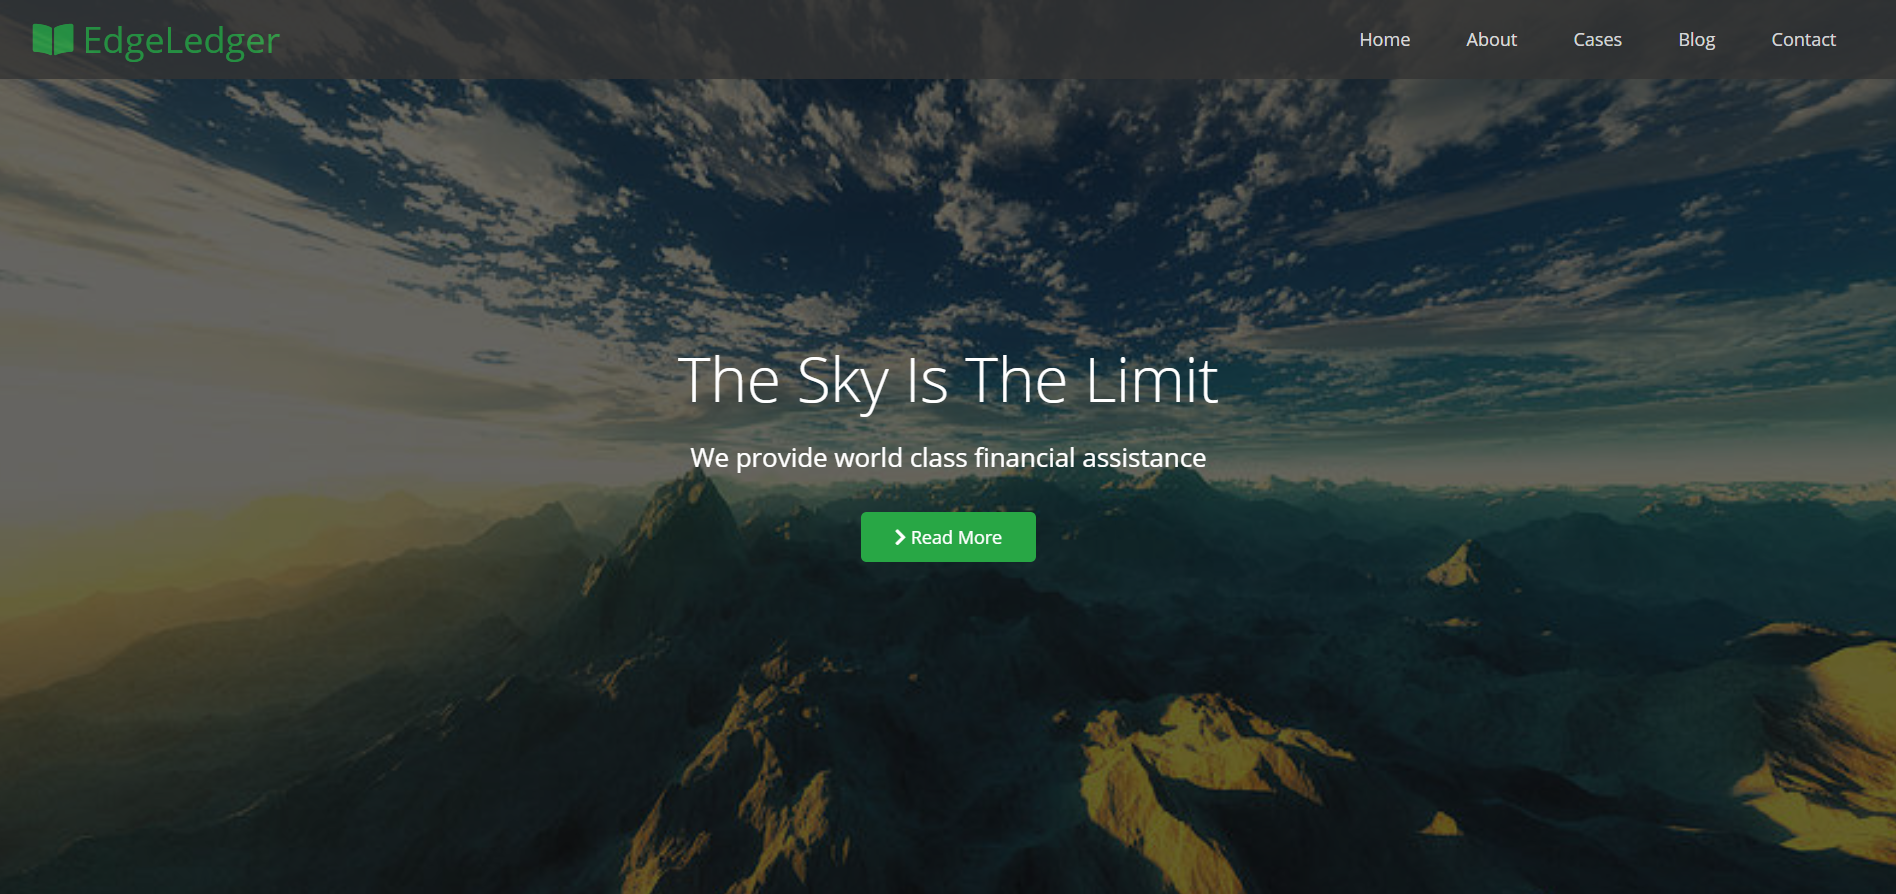 EdgeLedger
Home About Cases Blog Contact
The Sky Is The Limit
We provide world class financial assistance
Read More